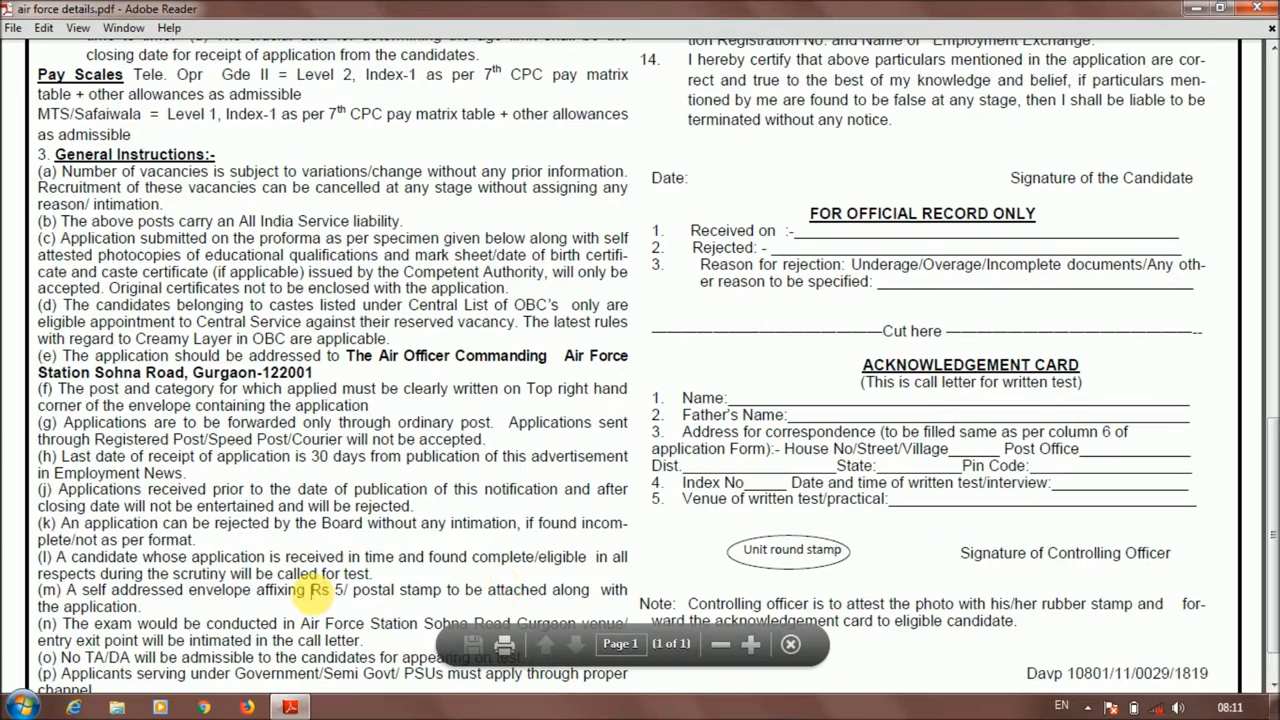 air force details.pdf - Adobe Reader
File Edit View Window Help
closing date for receipt of application from the candidates.
Pay Scales Tele. Opr Gde II = Level 2, Index-1 as per 7th CPC pay matrix
table + other allowances as admissible
MTS/Safaiwala = Level 1, Index-1 as per 7th CPC pay matrix table + other allowances
as admissible
3. General Instructions:-
(a) Number of vacancies is subject to variations/change without any prior information.
Recruitment of these vacancies can be cancelled at any stage without assigning any
reason/ intimation.
(b) The above posts carry an All India Service liability.
(c) Application submitted on the proforma as per specimen given below along with self
attested photocopies of educational qualifications and mark sheet/date of birth certifi-
cate and caste certificate (if applicable) issued by the Competent Authority, will only be
accepted. Original certificates not to be enclosed with the application.
(d) The candidates belonging to castes listed under Central List of OBC's only are
eligible appointment to Central Service against their reserved vacancy. The latest rules
with regard to Creamy Layer in OBC are applicable.
(e) The application should be addressed to The Air Officer Commanding Air Force
Station Sohna Road, Gurgaon-122001
(f) The post and category for which applied must be clearly written on Top right hand
corner of the envelope containing the application
(g) Applications are to be forwarded only through ordinary post. Applications sent
through Registered Post/Speed Post/Courier will not be accepted.
(h) Last date of receipt of application is 30 days from publication of this advertisement
in Employment News.
(j) Applications received prior to the date of publication of this notification and after
closing date will not be entertained and will be rejected.
(k) An application can be rejected by the Board without any intimation, if found incom-
plete/not as per format.
(l) A candidate whose application is received in time and found complete/eligible in all
respects during the scrutiny will be called for test.
(m) A self addressed envelope affixing Rs 5/ postal stamp to be attached along with
the application.
(n) The exam would be conducted in Air Force Station Sohna Road Gurgaon venue/
entry exit point will be intimated in the call letter.
(o) No TA/DA will be admissible to the candidates for appearing on test.
(p) Applicants serving under Government/Semi Govt/ PSUs must apply through proper
channel
tion Registration No. and Name of Employment Exchange.
14. I hereby certify that above particulars mentioned in the application are cor-
rect and true to the best of my knowledge and belief, if particulars men-
tioned by me are found to be false at any stage, then I shall be liable to be
terminated without any notice.
Date: Signature of the Candidate
FOR OFFICIAL RECORD ONLY
1. Received on :-
2. Rejected: -
3. Reason for rejection: Underage/Overage/Incomplete documents/Any oth-
er reason to be specified:
Cut here
ACKNOWLEDGEMENT CARD
(This is call letter for written test)
1. Name:
2. Father's Name:
3. Address for correspondence (to be filled same as per column 6 of
application Form):- House No/Street/Village______ Post Office
Dist. State: Pin Code:
4. Index No_____ Date and time of written test/interview:
5. Venue of written test/practical:
Unit round stamp Signature of Controlling Officer
Note: Controlling officer is to attest the photo with his/her rubber stamp and for-
ward the acknowledgement card to eligible candidate.
Page 1 (1 of 1)
Davp 10801/11/0029/1819
EN 08:11